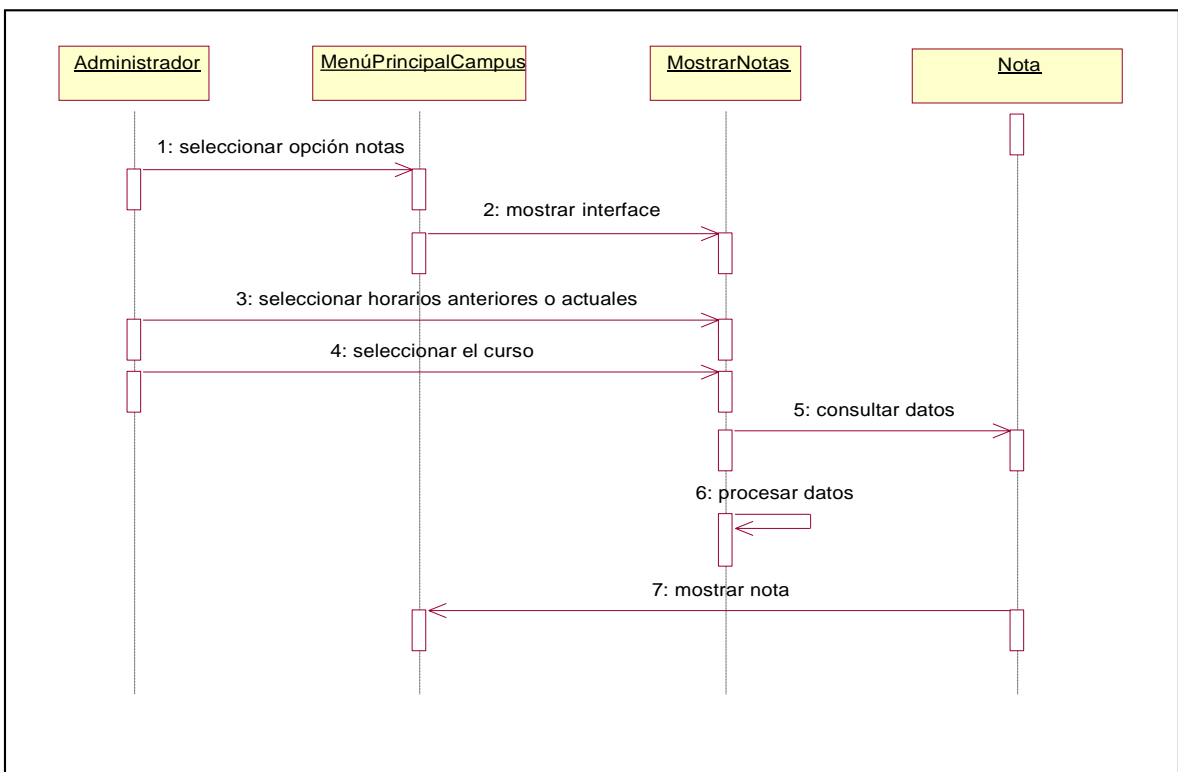 Administrador
MenúPrincipalCampus
MostrarNotas
Nota
1: seleccionar opción notas
2: mostrar interface
3: seleccionar horarios anteriores o actuales
4: seleccionar el curso
5: consultar datos
6: procesar datos
7: mostrar nota